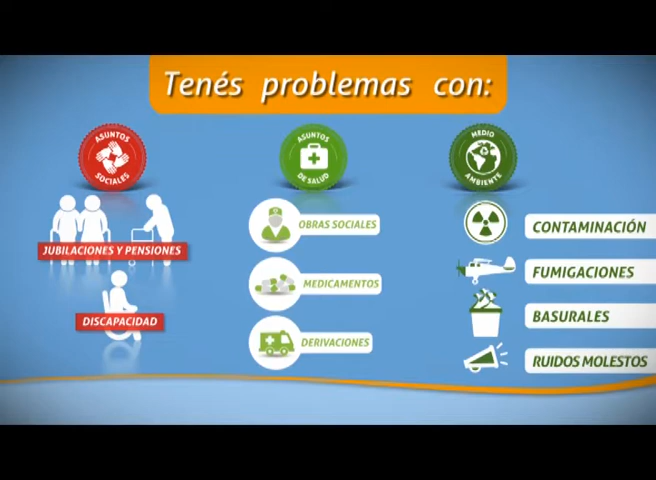 Tenés problemas con:
ASUNTOS
SOCIALES
JUBILACIONES Y PENSIONES
DISCAPACIDAD
ASUNTOS
DE SALUD
OBRAS SOCIALES
MEDICAMENTOS
DERIVACIONES
MEDIO
AMBIENTE
CONTAMINACIÓN
FUMIGACIONES
BASURALES
RUIDOS MOLESTOS